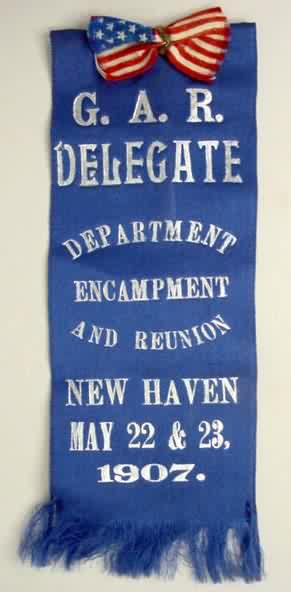 G. A. R.
DELEGATE
DEPARTMENT
ENCAMPMENT
AND REUNION
NEW HAVEN
MAY 22 & 23,
1907.